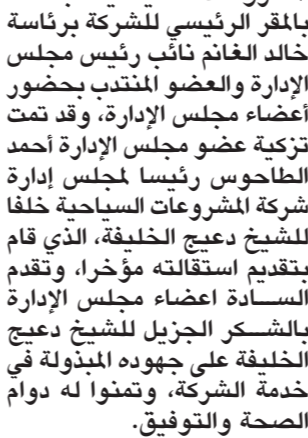 بالمقر الرئيسي للشركة برئاسة
خالد الغانم نائب رئيس مجلس
الإدارة والعضو المنتدب بحضور
أعضاء مجلس الإدارة، وقد تمت
تزكية عضو مجلس الإدارة أحمد
الطاحوس رئيسا لمجلس إدارة
شركة المشروعات السياحية خلفا
للشيخ دعيج الخليفة، الذي قام
بتقديم استقالته مؤخرا، وتقدم
الســـادة اعضاء مجلس الإدارة
بالشـــكر الجزيل للشيخ دعيج
الخليفة على جهوده المبذولة في
خدمة الشركة، وتمنوا له دوام
الصحة والتوفيق.